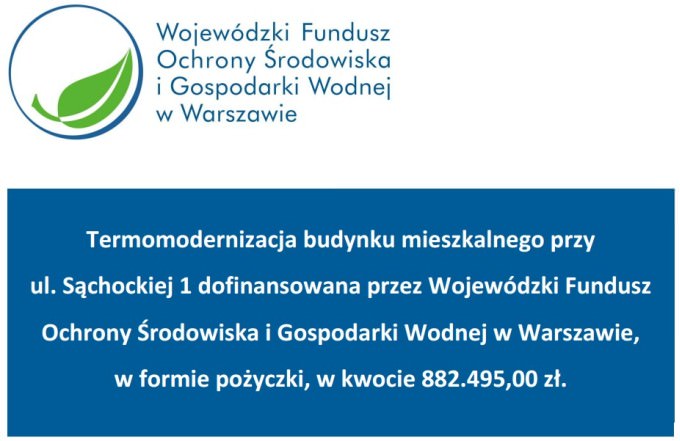 Wojewódzki Fundusz
Ochrony Środowiska
i Gospodarki Wodnej
w Warszawie
Termomodernizacja budynku mieszkalnego przy
ul. Sąchockiej 1 dofinansowana przez Wojewódzki Fundusz
Ochrony Środowiska i Gospodarki Wodnej w Warszawie,
w formie pożyczki, w kwocie 882.495,00 zł.